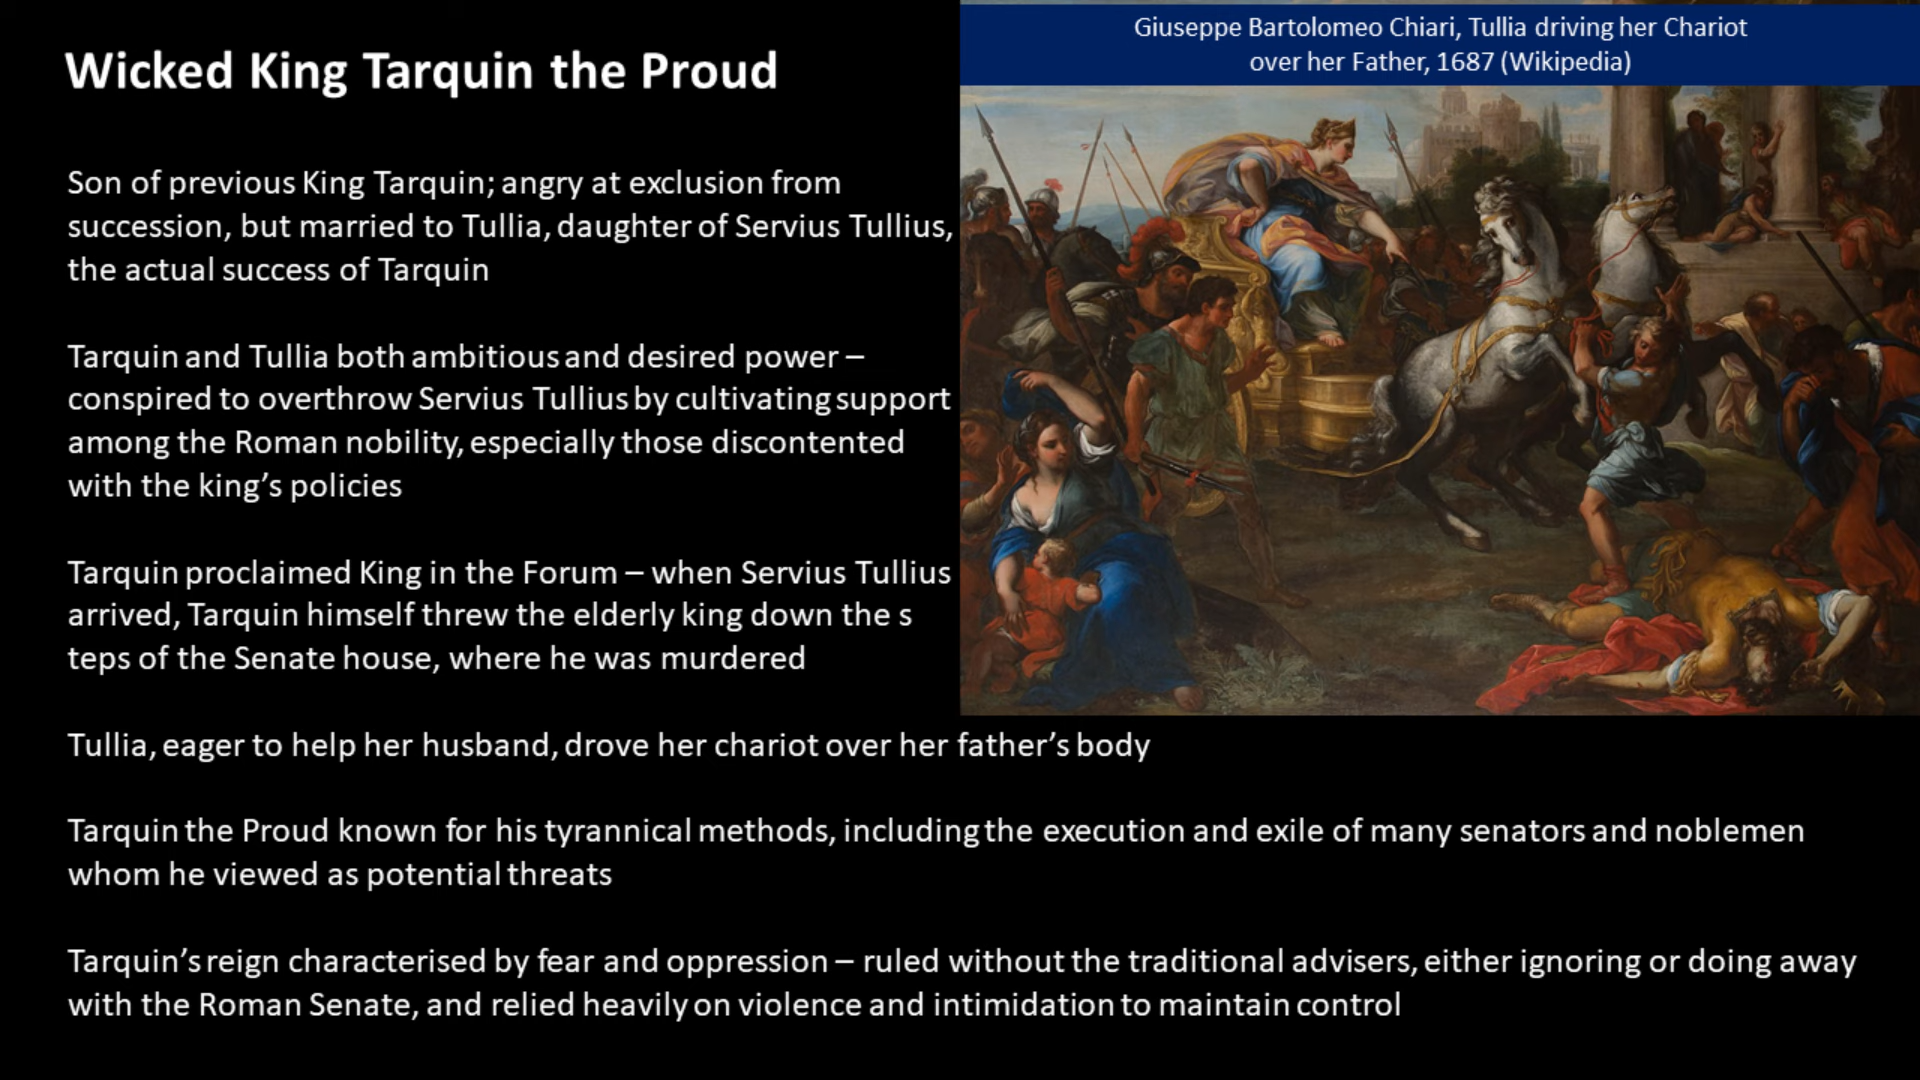 Wicked King Tarquin the Proud
Son of previous King Tarquin; angry at exclusion from
succession, but married to Tullia, daughter of Servius Tullius,
the actual success of Tarquin
Tarquin and Tullia both ambitious and desired power –
conspired to overthrow Servius Tullius by cultivating support
among the Roman nobility, especially those discontented
with the king’s policies
Tarquin proclaimed King in the Forum – when Servius Tullius
arrived, Tarquin himself threw the elderly king down the s
teps of the Senate house, where he was murdered
Tullia, eager to help her husband, drove her chariot over her father’s body
Tarquin the Proud known for his tyrannical methods, including the execution and exile of many senators and noblemen
whom he viewed as potential threats
Tarquin’s reign characterised by fear and oppression – ruled without the traditional advisers, either ignoring or doing away
with the Roman Senate, and relied heavily on violence and intimidation to maintain control
Giuseppe Bartolomeo Chiari, Tullia driving her Chariot
over her Father, 1687 (Wikipedia)